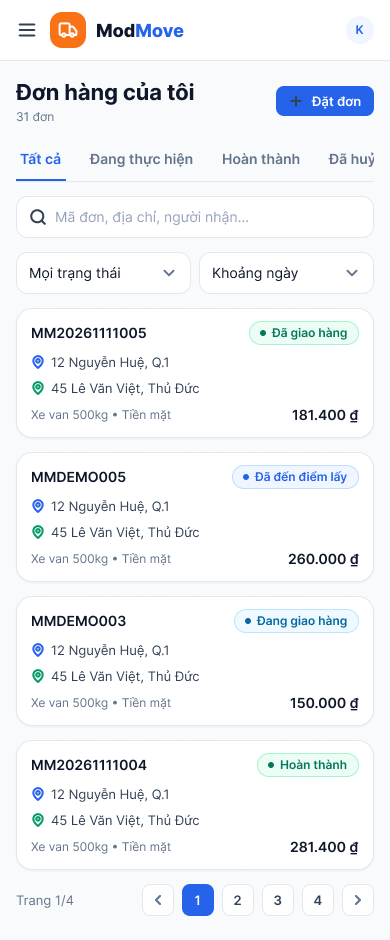 ModMove
K
Đơn hàng của tôi
31 đơn
Đặt đơn
Tất cả
Đang thực hiện
Hoàn thành
Đã huỷ
Mã đơn, địa chỉ, người nhận...
Mọi trạng thái
Khoảng ngày
MM20261111005
Đã giao hàng
12 Nguyễn Huệ, Q.1
45 Lê Văn Việt, Thủ Đức
Xe van 500kg • Tiền mặt
181.400 ₫
MMDEMO005
Đã đến điểm lấy
12 Nguyễn Huệ, Q.1
45 Lê Văn Việt, Thủ Đức
Xe van 500kg • Tiền mặt
260.000 ₫
MMDEMO003
Đang giao hàng
12 Nguyễn Huệ, Q.1
45 Lê Văn Việt, Thủ Đức
Xe van 500kg • Tiền mặt
150.000 ₫
MM20261111004
Hoàn thành
12 Nguyễn Huệ, Q.1
45 Lê Văn Việt, Thủ Đức
Xe van 500kg • Tiền mặt
281.400 ₫
Trang 1/4
1
2
3
4